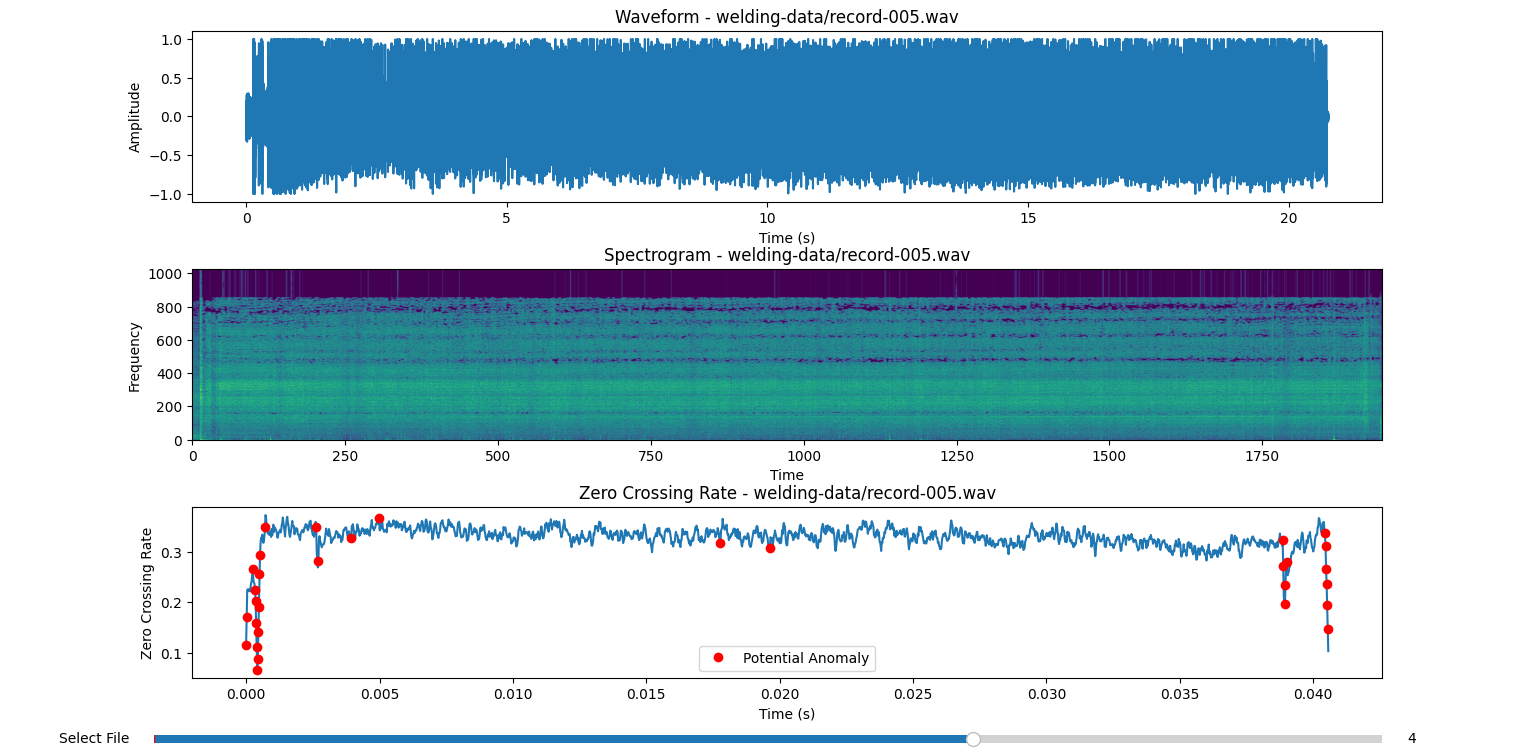 Waveform - welding-data/record-005.wav
1.0
0.5
0.0
−0.5
−1.0
Amplitude
0 5 10 15 20
Time (s)
Spectrogram - welding-data/record-005.wav
1000
800
600
400
200
0
Frequency
0 250 500 750 1000 1250 1500 1750
Time
Zero Crossing Rate - welding-data/record-005.wav
0.3
0.2
0.1
Zero Crossing Rate
Potential Anomaly
0.000 0.005 0.010 0.015 0.020 0.025 0.030 0.035 0.040
Time (s)
Select File 4